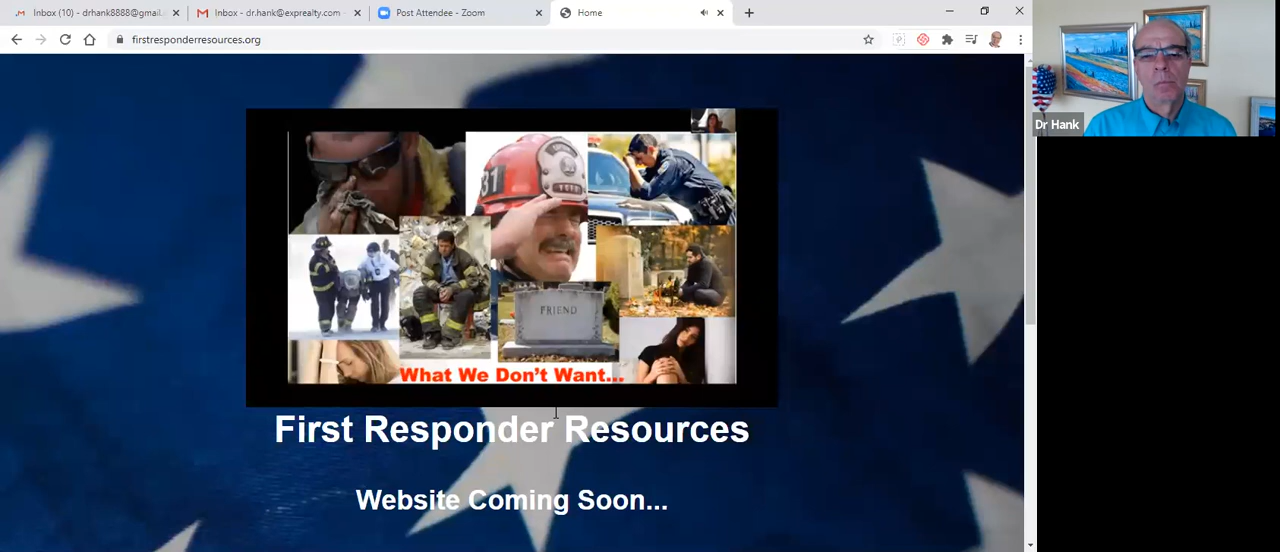 Inbox (10) - drhank8888@gmail.
Inbox - dr.hank@exprealty.com -
Post Attendee - Zoom
Home
firstresponderresources.org
Dr Hank
31
FRIEND
What We Don't Want...
First Responder Resources
Website Coming Soon...